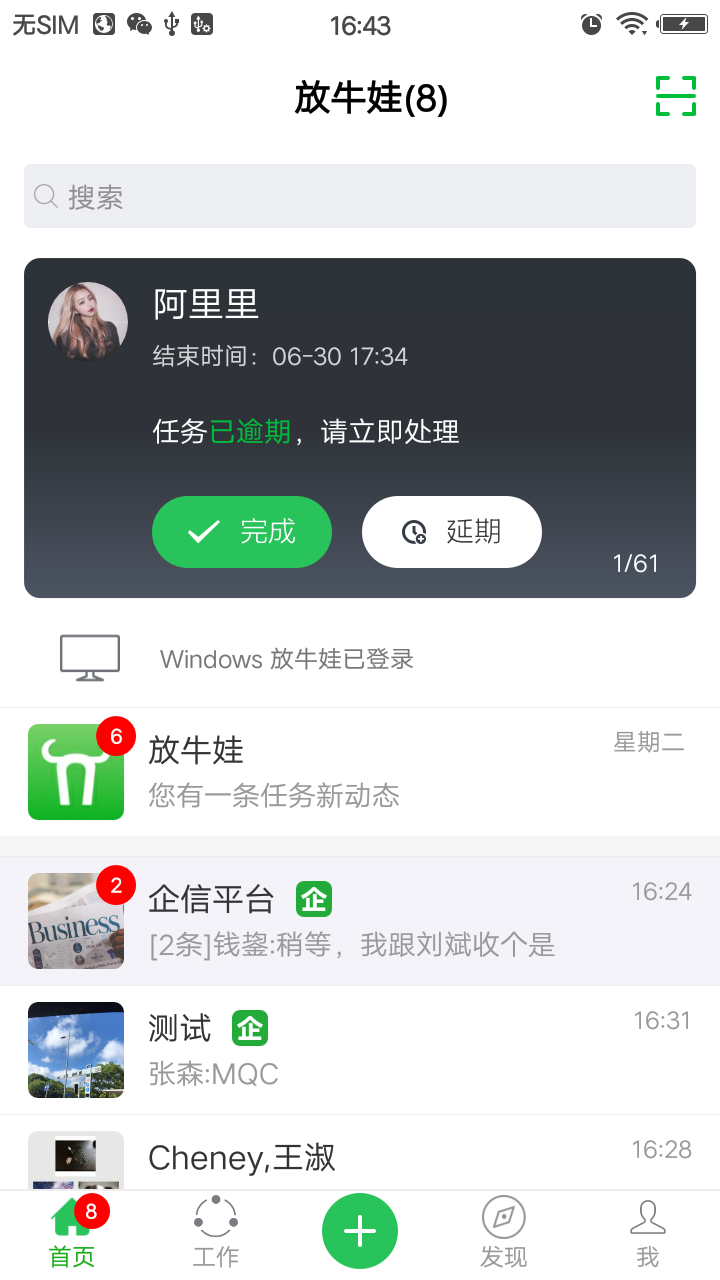 无SIM 16:43
放牛娃(8)
搜索
阿里里
结束时间：06-30 17:34
任务已逾期，请立即处理
完成 延期
1/61
Windows 放牛娃已登录
6
放牛娃 星期二
您有一条任务新动态
2
企信平台 企 16:24
Business
[2条]钱鋆:稍等，我跟刘斌收个是
测试 企 16:31
张森:MQC
Cheney,王淑 16:28
8
首页 工作 发现 我